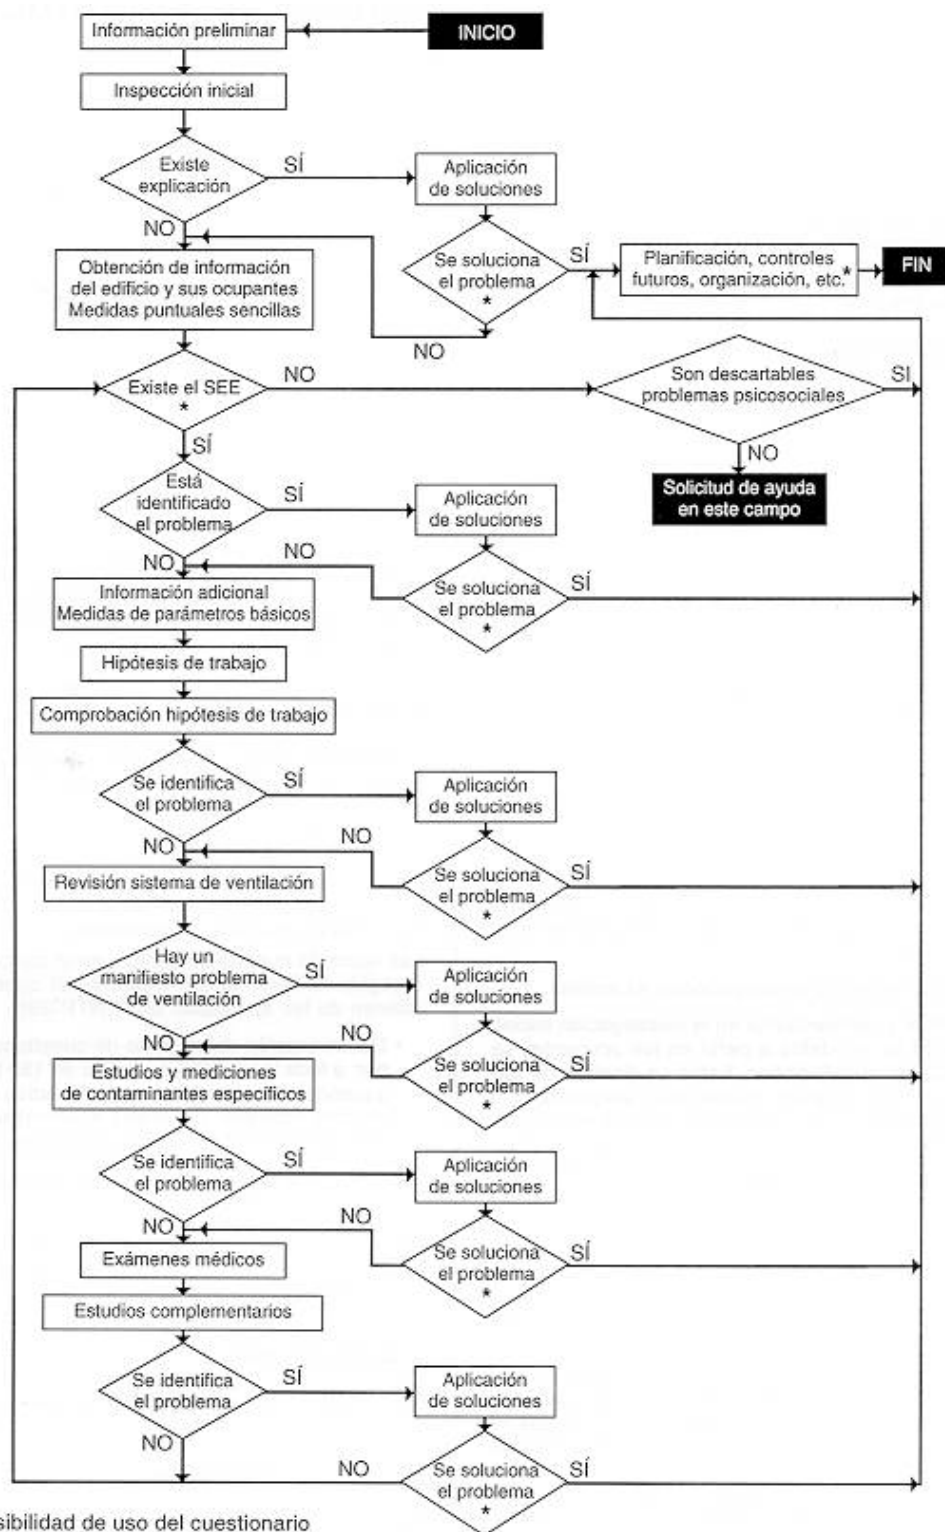 Información preliminar
INICIO
Inspección inicial
Existe
explicación
SÍ
Aplicación
de soluciones
NO
Se soluciona
el problema
*
SÍ
Planificación, controles
futuros, organización, etc.*
FIN
Obtención de información
del edificio y sus ocupantes
Medidas puntuales sencillas
NO
Existe el SEE
*
NO
Son descartables
problemas psicosociales
SI
SÍ
NO
Solicitud de ayuda
en este campo
Está
identificado
el problema
SÍ
Aplicación
de soluciones
NO
NO
Se soluciona
el problema
*
SÍ
Información adicional
Medidas de parámetros básicos
Hipótesis de trabajo
Comprobación hipótesis de trabajo
Se identifica
el problema
SÍ
Aplicación
de soluciones
NO
NO
Se soluciona
el problema
*
SÍ
Revisión sistema de ventilación
Hay un
manifiesto problema
de ventilación
SÍ
Aplicación
de soluciones
NO
NO
Se soluciona
el problema
*
SÍ
Estudios y mediciones
de contaminantes específicos
Se identifica
el problema
SÍ
Aplicación
de soluciones
NO
NO
Se soluciona
el problema
*
SÍ
Exámenes médicos
Estudios complementarios
Se identifica
el problema
SÍ
Aplicación
de soluciones
NO
NO
Se soluciona
el problema
*
SÍ
sibilidad de uso del cuestionario